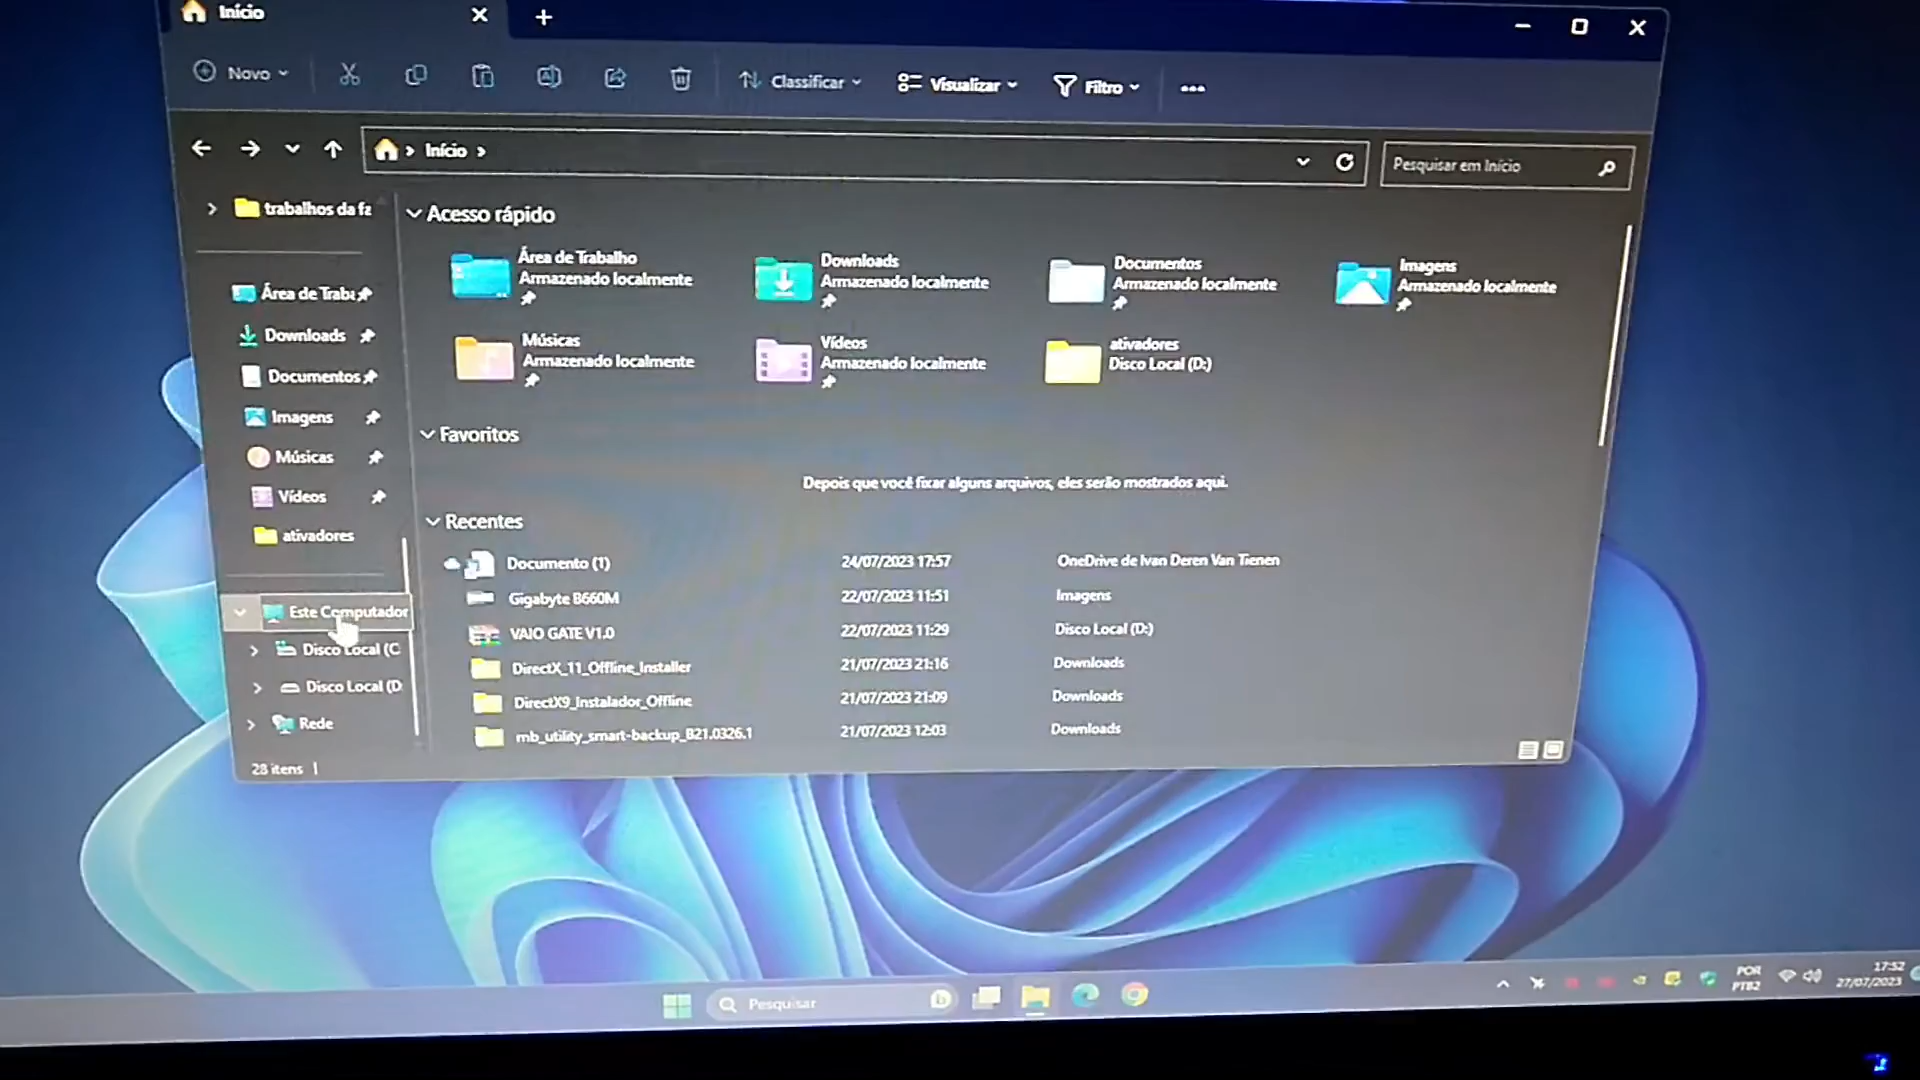 Início
Novo
Classificar
Visualizar
Filtro
Início
Pesquisar em Início
trabalhos da fa
Área de Traba
Downloads
Documentos
Imagens
Músicas
Vídeos
ativadores
Este Computador
Disco Local (C
Disco Local (D
Rede
28 itens
Acesso rápido
Área de Trabalho
Armazenado localmente
Downloads
Armazenado localmente
Documentos
Armazenado localmente
Imagens
Armazenado localmente
Músicas
Armazenado localmente
Vídeos
Armazenado localmente
ativadores
Disco Local (D:)
Favoritos
Depois que você fixar alguns arquivos, eles serão mostrados aqui.
Recentes
Documento (1) 24/07/2023 17:57 OneDrive de Ivan Deren Van Tienen
Gigabyte B660M 22/07/2023 11:51 Imagens
VAIO GATE V1.0 22/07/2023 11:29 Disco Local (D:)
DirectX_11_Offline_Installer 21/07/2023 21:16 Downloads
DirectX9_Instalador_Offline 21/07/2023 21:09 Downloads
mb_utility_smart-backup_B21.0326.1 21/07/2023 12:03 Downloads
Pesquisar
POR
PTB2
17:52
27/07/2023